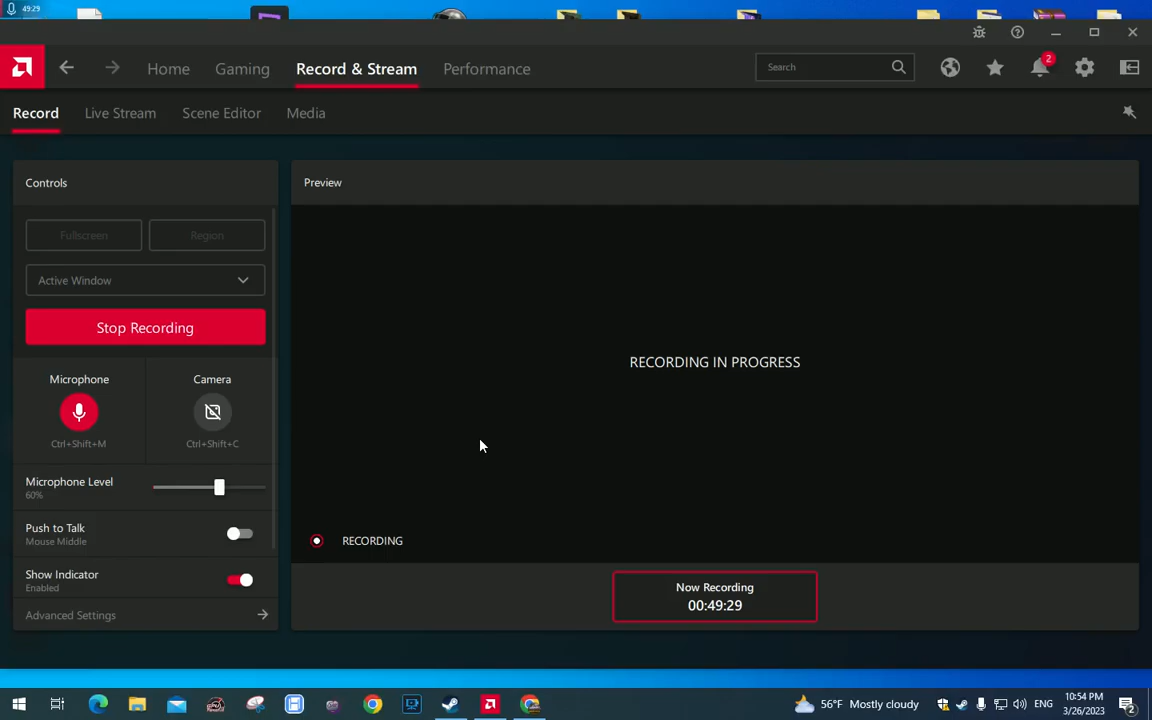 49:29
Home
Gaming
Record & Stream
Performance
Search
2
Record
Live Stream
Scene Editor
Media
Controls
Fullscreen
Region
Active Window
Stop Recording
Microphone
Camera
Ctrl+Shift+M
Ctrl+Shift+C
Microphone Level
60%
Push to Talk
Mouse Middle
Show Indicator
Enabled
Advanced Settings
Preview
RECORDING IN PROGRESS
RECORDING
Now Recording
00:49:29
56°F Mostly cloudy
ENG
10:54 PM
3/26/2023
2